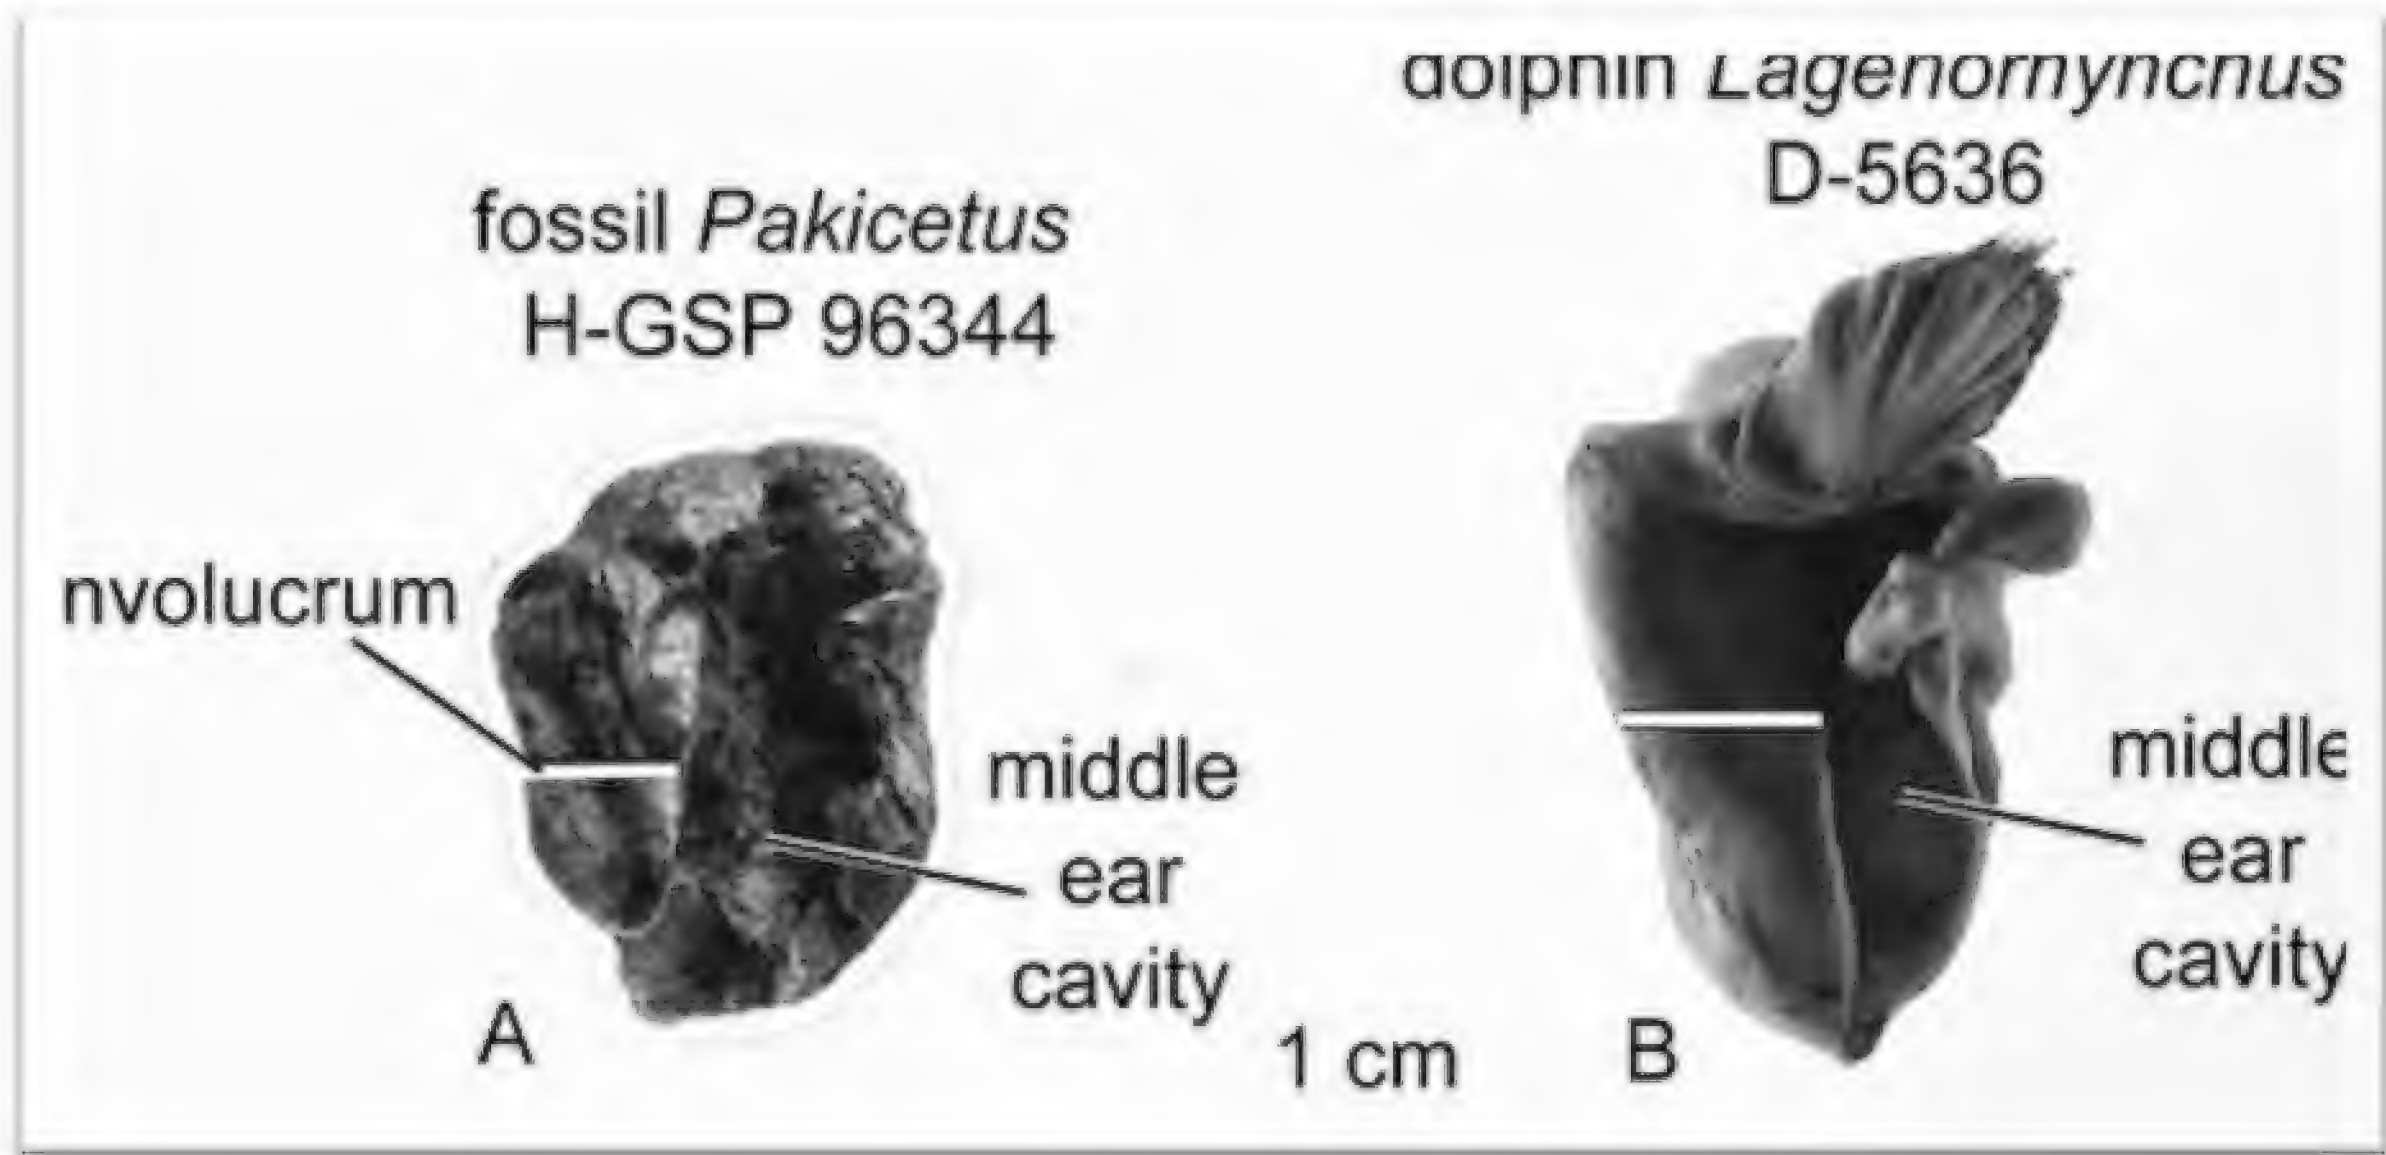 dolphin Lagenorhynchus
D-5636
fossil Pakicetus
H-GSP 96344
nvolucrum
middle
ear
cavity
middle
ear
cavity
A
1 cm
B